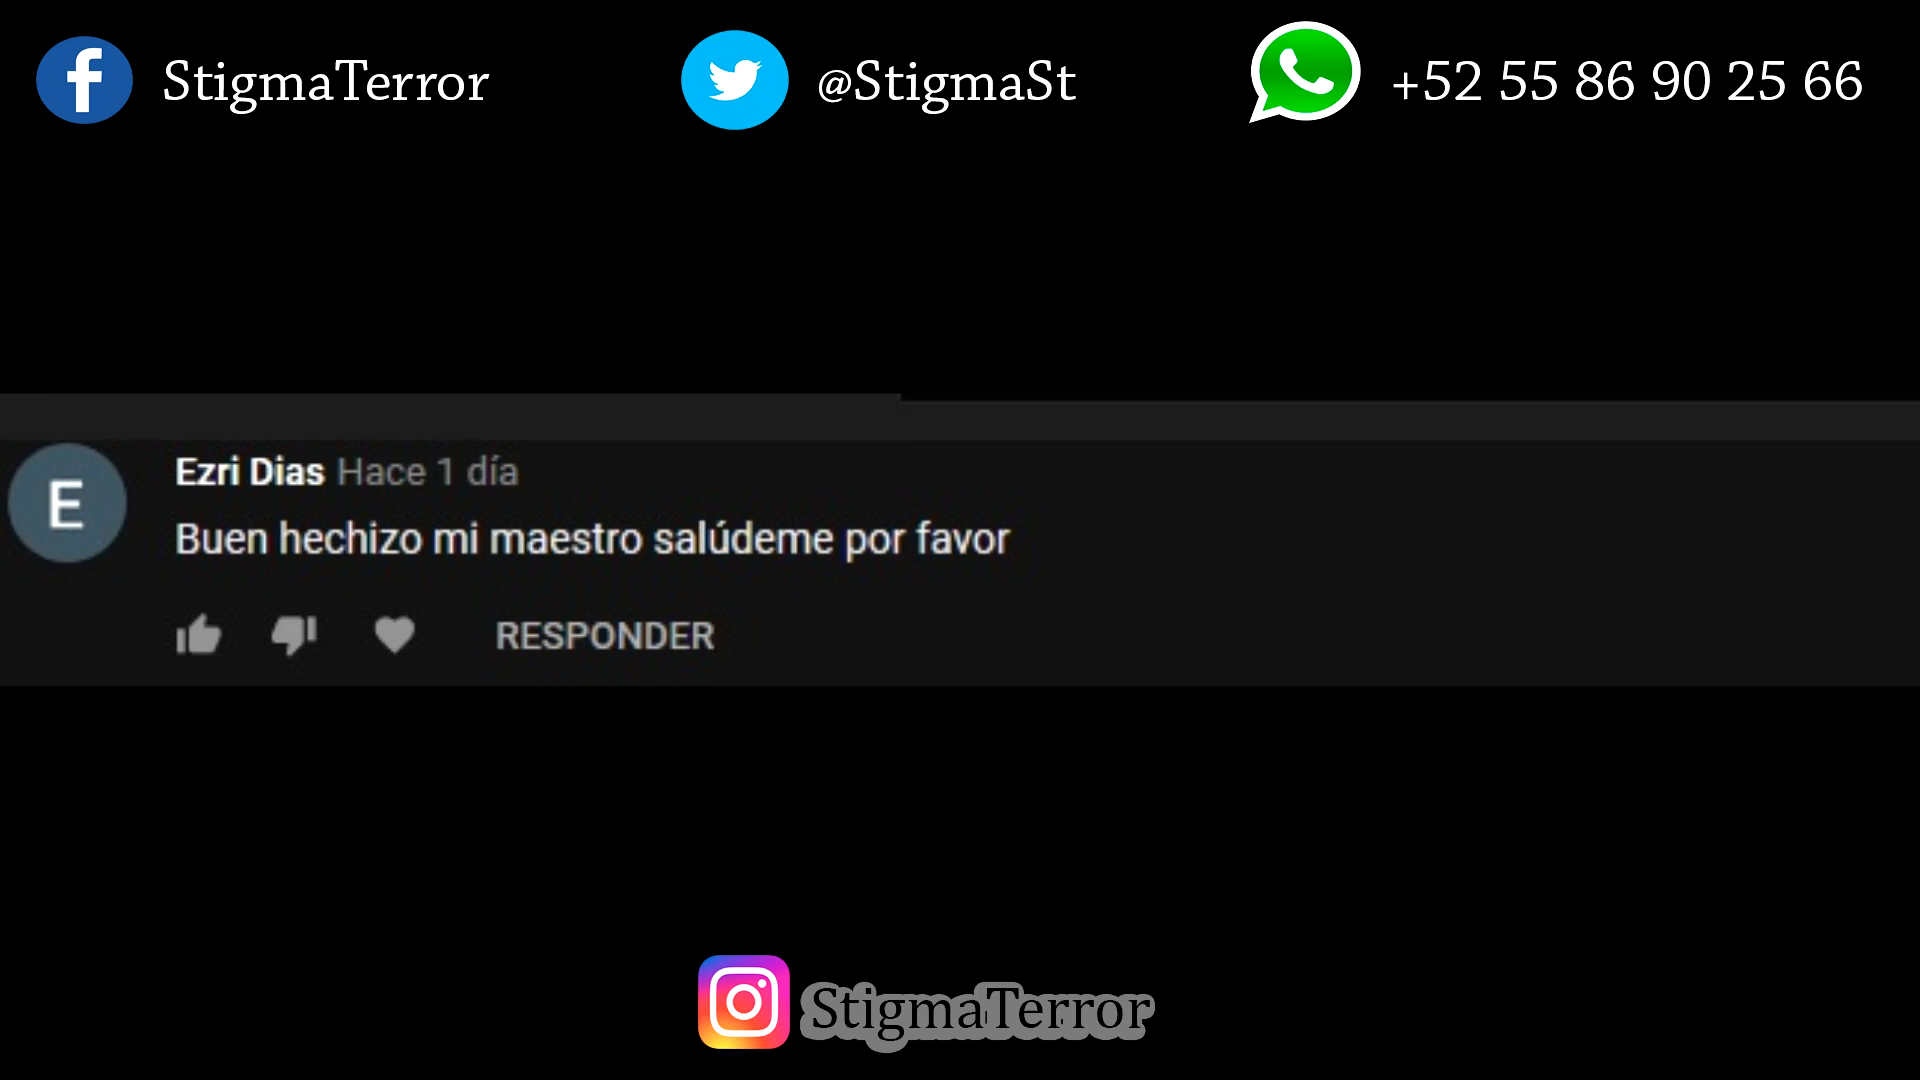 StigmaTerror
@StigmaSt
+52 55 86 90 25 66
E
Ezri Dias Hace 1 día
Buen hechizo mi maestro salúdeme por favor
RESPONDER
StigmaTerror